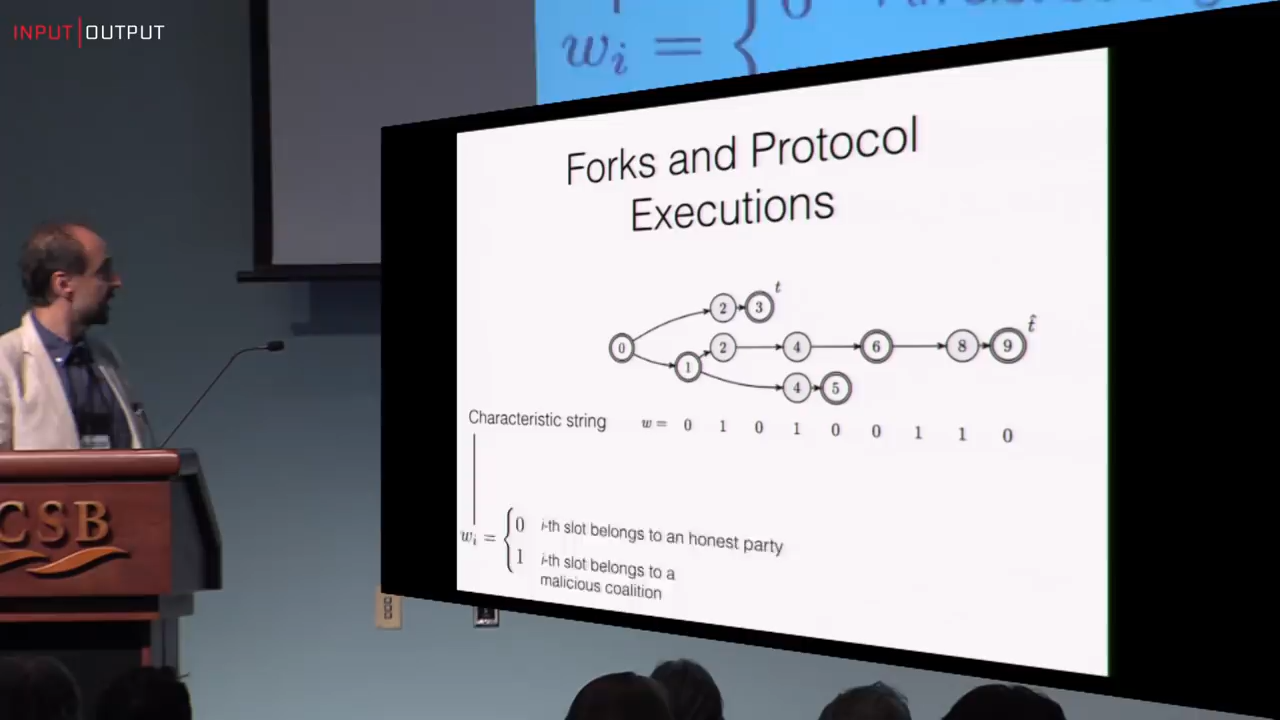 INPUT|OUTPUT
w_i = {
Forks and Protocol
Executions
2 3 t
0 2 4 6 8 9 t̂
1
4 5
Characteristic string w = 0 1 0 1 0 0 1 1 0
w_i = { 0 i-th slot belongs to an honest party
1 i-th slot belongs to a
malicious coalition
CSB